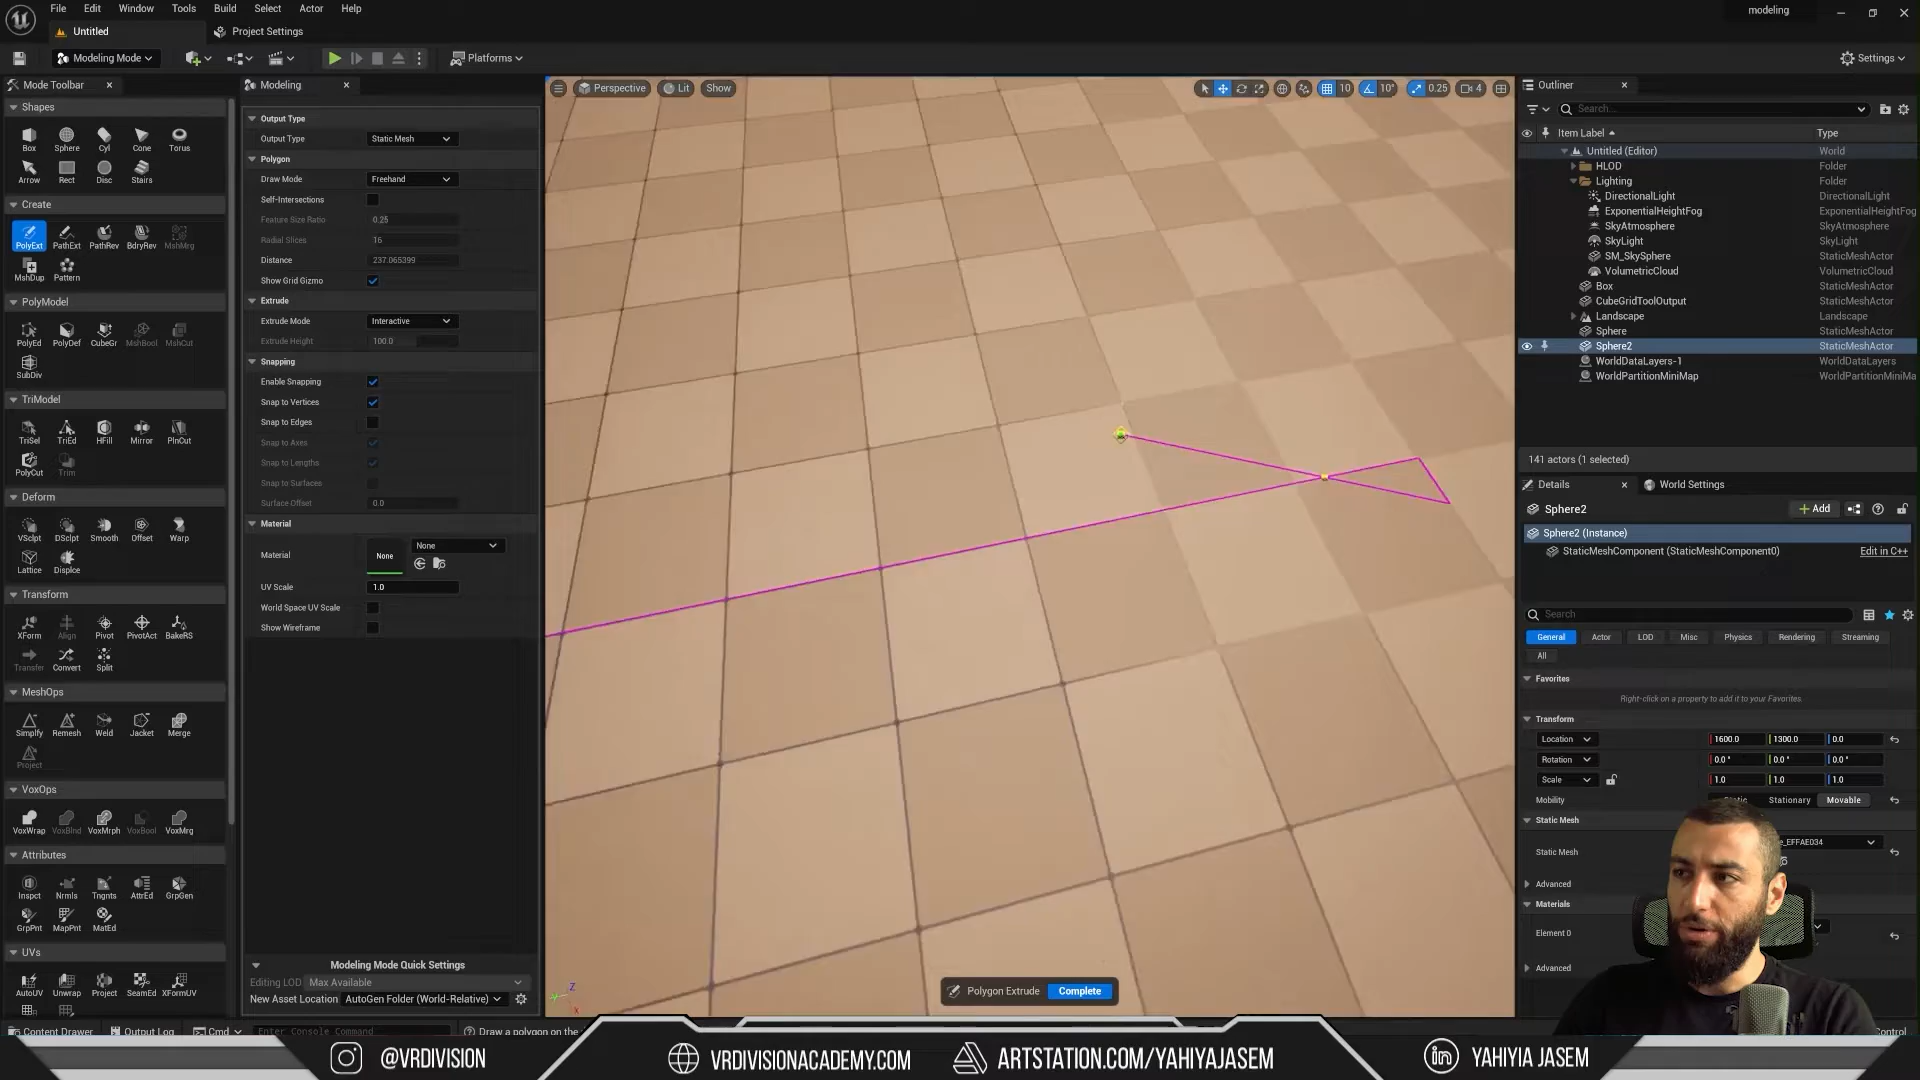 File Edit Window Tools Build Select Actor Help
modeling
Untitled
Project Settings
Modeling Mode
Platforms
Settings
Mode Toolbar
Shapes
Box Sphere Cyl Cone Torus
Arrow Rect Disc Stairs
Create
PolyExt PathExt PathRev BdryRev MshMrg
MshDup Pattern
PolyModel
PolyEd PolyDef CubeGr MshBool MshCut
SubDiv
TriModel
TriSel TriEd HFill Mirror PlnCut
PolyCut Trim
Deform
VSclpt DSclpt Smooth Offset Warp
Lattice Displce
Transform
XForm Align Pivot PivotAct BakeRS
Transfer Convert Split
MeshOps
Simplfy Remesh Weld Jacket Merge
Project
VoxOps
VoxWrap VoxBlnd VoxMrph VoxBool VoxMrg
Attributes
Inspct Nrmls Tngnts AttrEd GrpGen
GrpPnt MapPnt MatEd
UVs
AutoUV Unwrap Project SeamEd XFormUV
Modeling
Output Type
Output Type Static Mesh
Polygon
Draw Mode Freehand
Self-Intersections
Feature Size Ratio 0.25
Radial Slices 16
Distance 237.065399
Show Grid Gizmo
Extrude
Extrude Mode Interactive
Extrude Height 100.0
Snapping
Enable Snapping
Snap to Vertices
Snap to Edges
Snap to Axes
Snap to Lengths
Snap to Surfaces
Surface Offset 0.0
Material
Material None None
UV Scale 1.0
World Space UV Scale
Show Wireframe
Modeling Mode Quick Settings
Editing LOD Max Available
New Asset Location AutoGen Folder (World-Relative)
Perspective Lit Show
10 10° 0.25 4
Z
X
Polygon Extrude Complete
Outliner
Search...
Item Label Type
Untitled (Editor) World
HLOD Folder
Lighting Folder
DirectionalLight DirectionalLight
ExponentialHeightFog ExponentialHeightFog
SkyAtmosphere SkyAtmosphere
SkyLight SkyLight
SM_SkySphere StaticMeshActor
VolumetricCloud VolumetricCloud
Box StaticMeshActor
CubeGridToolOutput StaticMeshActor
Landscape Landscape
Sphere StaticMeshActor
Sphere2 StaticMeshActor
WorldDataLayers-1 WorldDataLayers
WorldPartitionMiniMap WorldPartitionMiniMa
141 actors (1 selected)
Details
World Settings
Sphere2
Add
Sphere2 (Instance)
StaticMeshComponent (StaticMeshComponent0) Edit in C++
Search
General Actor LOD Misc Physics Rendering Streaming
All
Favorites
Right-click on a property to add it to your Favorites.
Transform
Location 1600.0 1300.0 0.0
Rotation 0.0° 0.0° 0.0°
Scale 1.0 1.0 1.0
Mobility Static Stationary Movable
Static Mesh
Static Mesh e_EFFAE034
Advanced
Materials
Element 0
Advanced
Content Drawer Output Log Cmd Enter Console Command Draw a polygon on the
Control
@VRDIVISION
VRDIVISIONACADEMY.COM
ARTSTATION.COM/YAHIYAJASEM
YAHIYIA JASEM